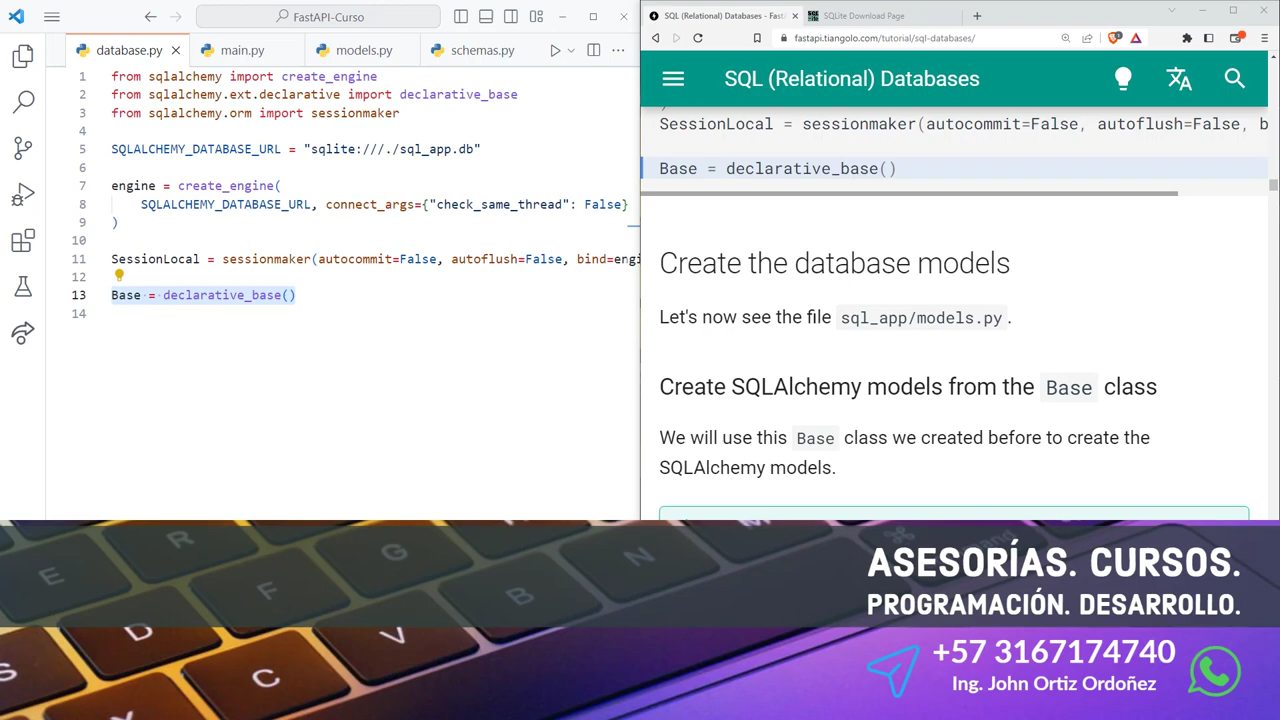 FastAPI-Curso
database.py
main.py
models.py
schemas.py
1 from sqlalchemy import create_engine
2 from sqlalchemy.ext.declarative import declarative_base
3 from sqlalchemy.orm import sessionmaker
4
5 SQLALCHEMY_DATABASE_URL = "sqlite:///./sql_app.db"
6
7 engine = create_engine(
8 SQLALCHEMY_DATABASE_URL, connect_args={"check_same_thread": False}
9 )
10
11 SessionLocal = sessionmaker(autocommit=False, autoflush=False, bind=engi
12
13 Base = declarative_base()
14
SQL (Relational) Databases - Fast
SQLite Download Page
fastapi.tiangolo.com/tutorial/sql-databases/
SQL (Relational) Databases
SessionLocal = sessionmaker(autocommit=False, autoflush=False, b
Base = declarative_base()
Create the database models
Let's now see the file sql_app/models.py.
Create SQLAlchemy models from the Base class
We will use this Base class we created before to create the
SQLAlchemy models.
E
R
G
N
F
B
D
V
C
S
X
M
ASESORÍAS. CURSOS.
PROGRAMACIÓN. DESARROLLO.
+57 3167174740
Ing. John Ortiz Ordoñez